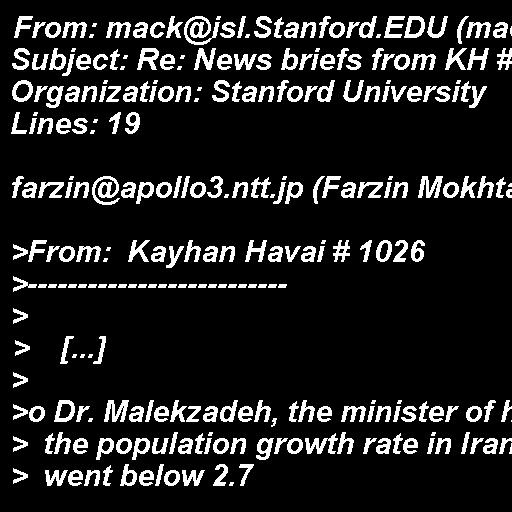 From: mack@isl.Stanford.EDU (mac
Subject: Re: News briefs from KH #
Organization: Stanford University
Lines: 19
farzin@apollo3.ntt.jp (Farzin Mokhta
>From:  Kayhan Havai # 1026
>--------------------------
>
>    [...]
>
>o Dr. Malekzadeh, the minister of h
>  the population growth rate in Iran
>  went below 2.7